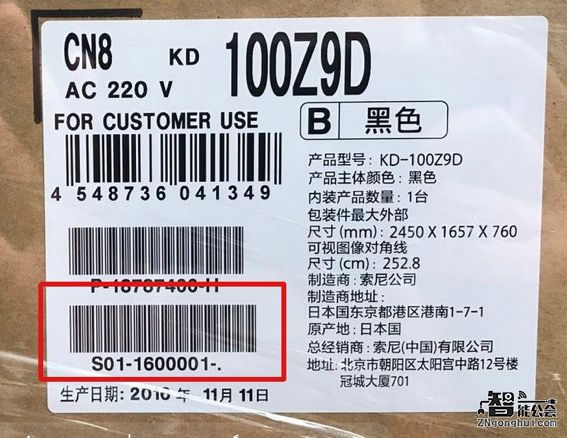 CN8 KD 100Z9D
AC 220 V
FOR CUSTOMER USE
B 黑色
4 548736 041349
产品型号: KD-100Z9D
产品主体颜色: 黑色
内装产品数量: 1台
包装件最大外部
尺寸(mm): 2450 X 1657 X 760
可视图像对角线
尺寸(cm): 252.8
制造商: 索尼公司
制造商地址:
日本国东京都港区港南1-7-1
原产地: 日本国
总经销商: 索尼(中国)有限公司
地址: 北京市朝阳区太阳宫中路12号楼
冠城大厦701
S01-1600001-.
生产日期: 2016 年 11月 11日
智能公会
ZNgonghui.com